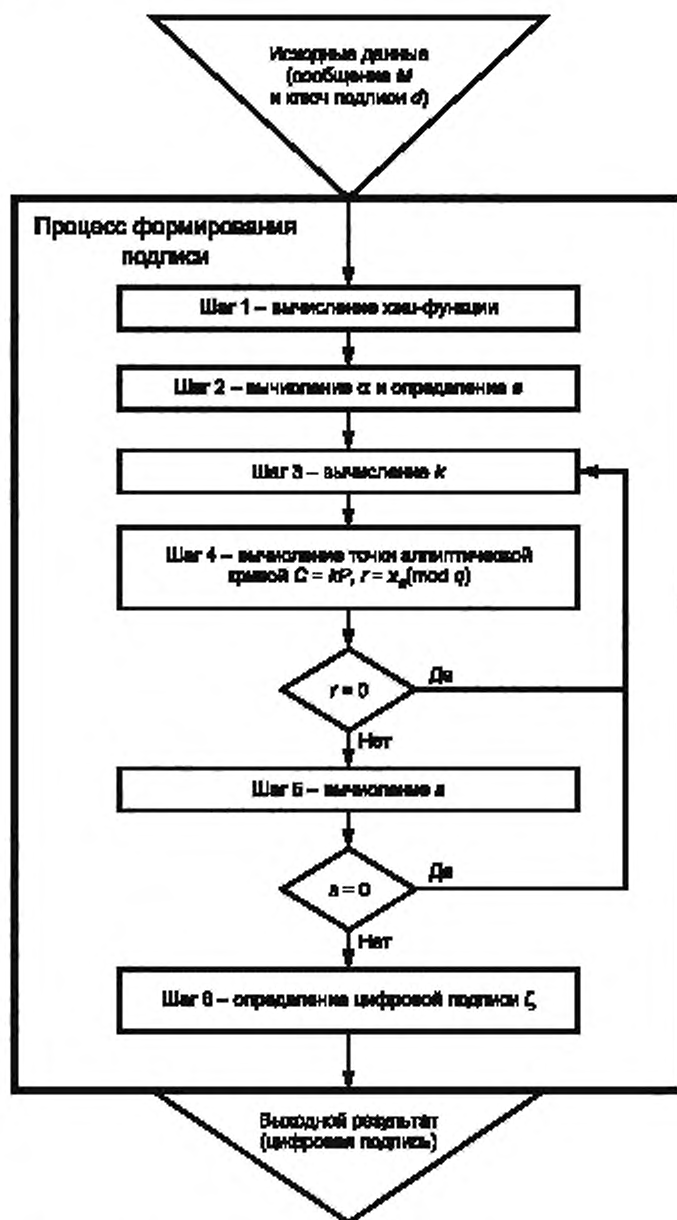 Исходные данные
(сообщение M
и ключ подписи d)
Процесс формирования
подписи
Шаг 1 – вычисление хэш-функции
Шаг 2 – вычисление α и определение e
Шаг 3 – вычисление k
Шаг 4 – вычисление точки эллиптической
кривой C = kP, r = xc(mod q)
r = 0
Да
Нет
Шаг 5 – вычисление s
s = 0
Да
Нет
Шаг 6 – определение цифровой подписи ζ
Выходной результат
(цифровая подпись)